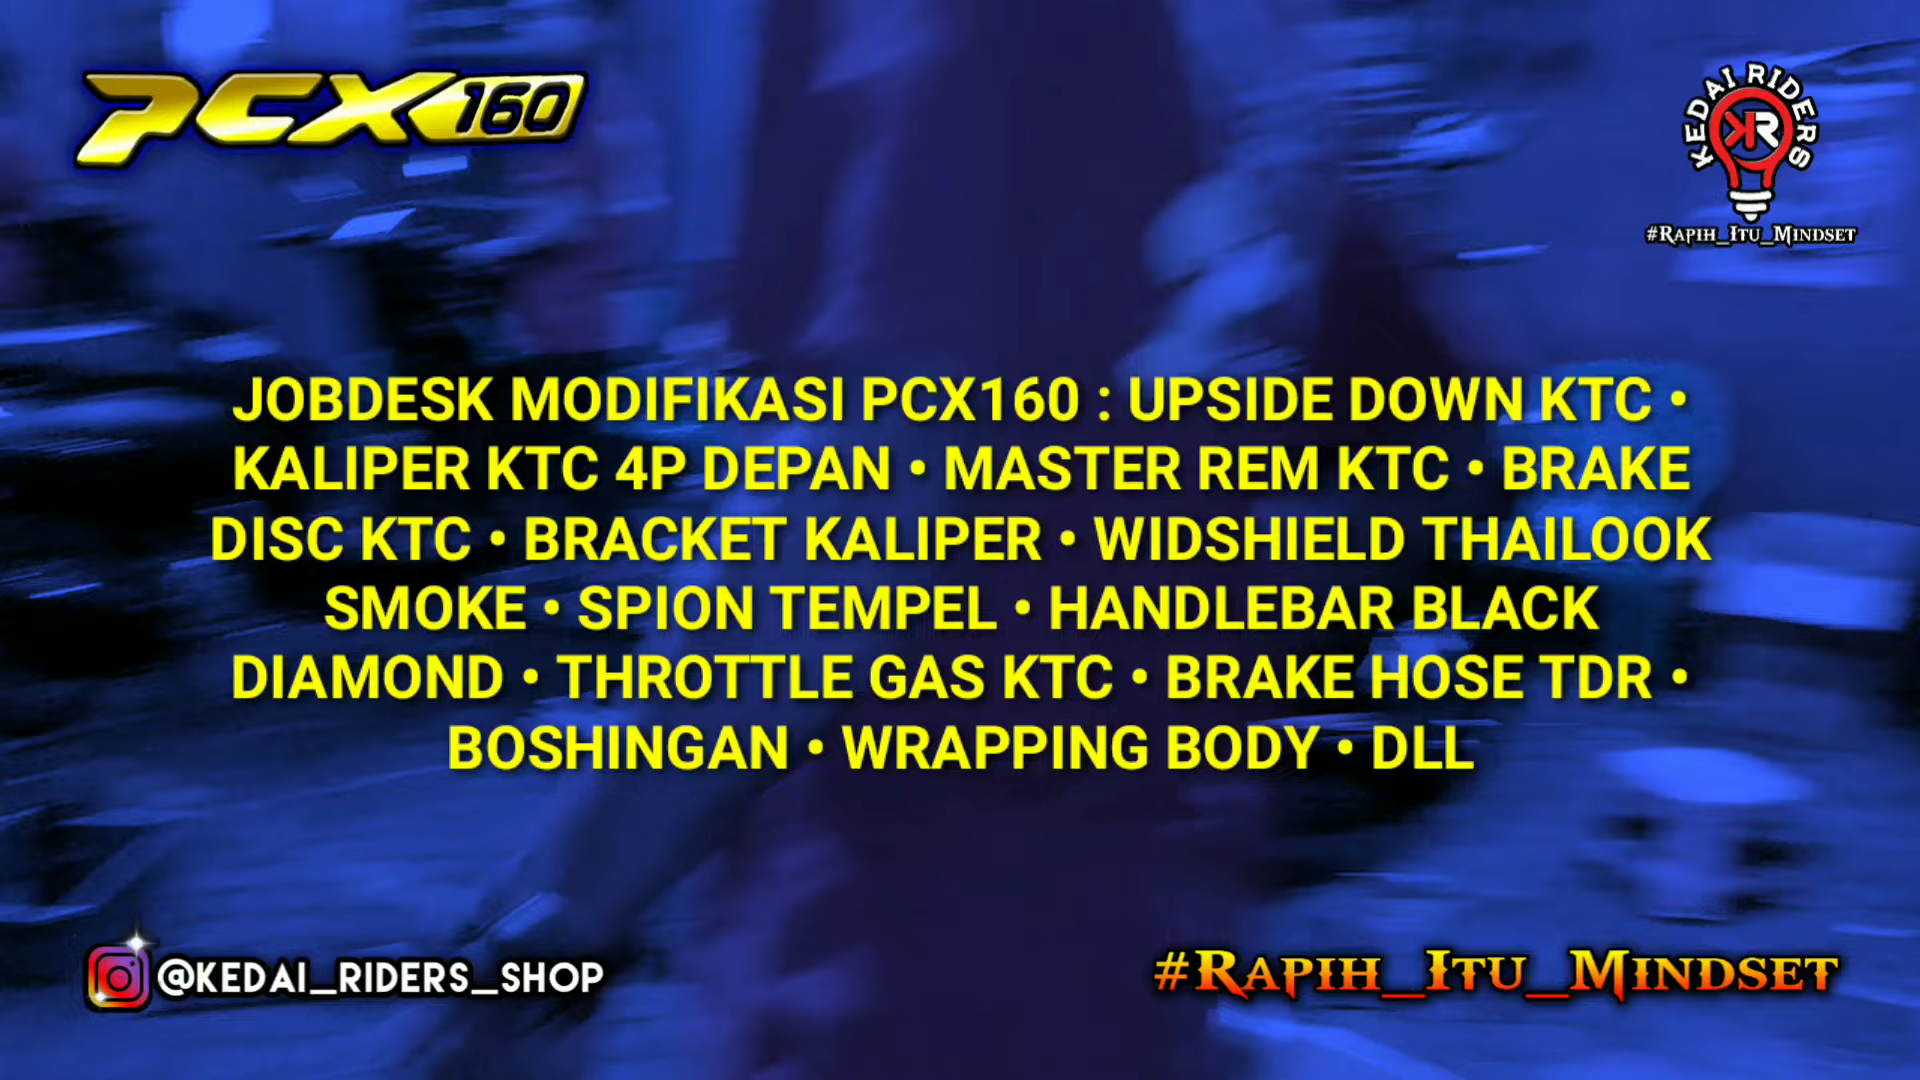 PCX160
KEDAI RIDERS
KR
#RAPIH_ITU_MINDSET
JOBDESK MODIFIKASI PCX160 : UPSIDE DOWN KTC •
KALIPER KTC 4P DEPAN • MASTER REM KTC • BRAKE
DISC KTC • BRACKET KALIPER • WIDSHIELD THAILOOK
SMOKE • SPION TEMPEL • HANDLEBAR BLACK
DIAMOND • THROTTLE GAS KTC • BRAKE HOSE TDR •
BOSHINGAN • WRAPPING BODY • DLL
@KEDAI_RIDERS_SHOP
#RAPIH_ITU_MINDSET